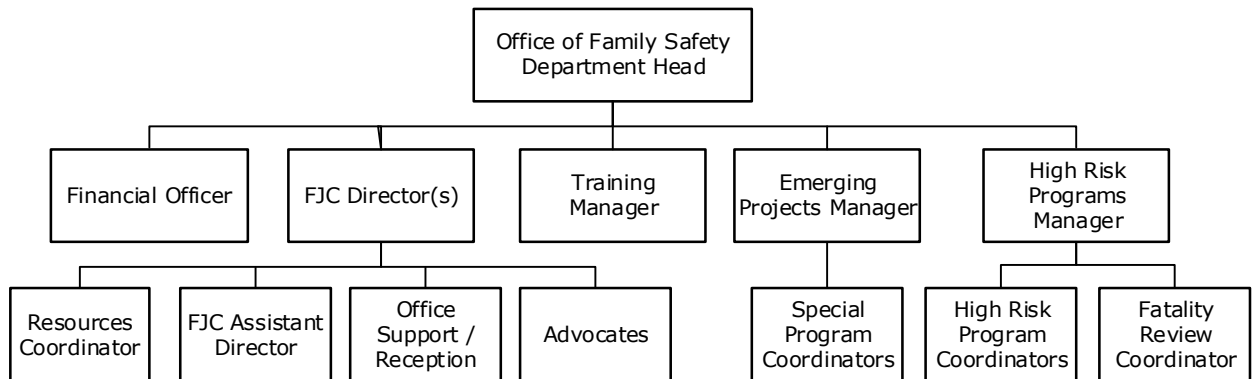 Office of Family Safety
Department Head
Financial Officer
FJC Director(s)
Training
Manager
Emerging
Projects Manager
High Risk
Programs
Manager
Resources
Coordinator
FJC Assistant
Director
Office
Support /
Reception
Advocates
Special
Program
Coordinators
High Risk
Program
Coordinators
Fatality
Review
Coordinator